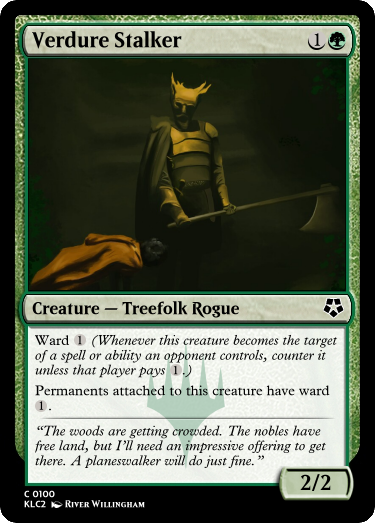 Verdure Stalker 1
Creature — Treefolk Rogue
Ward 1 (Whenever this creature becomes the target
of a spell or ability an opponent controls, counter it
unless that player pays 1.)
Permanents attached to this creature have ward
1.
“The woods are getting crowded. The nobles have
free land, but I’ll need an impressive offering to get
there. A planeswalker will do just fine.”
2/2
C 0100
KLC2 River Willingham